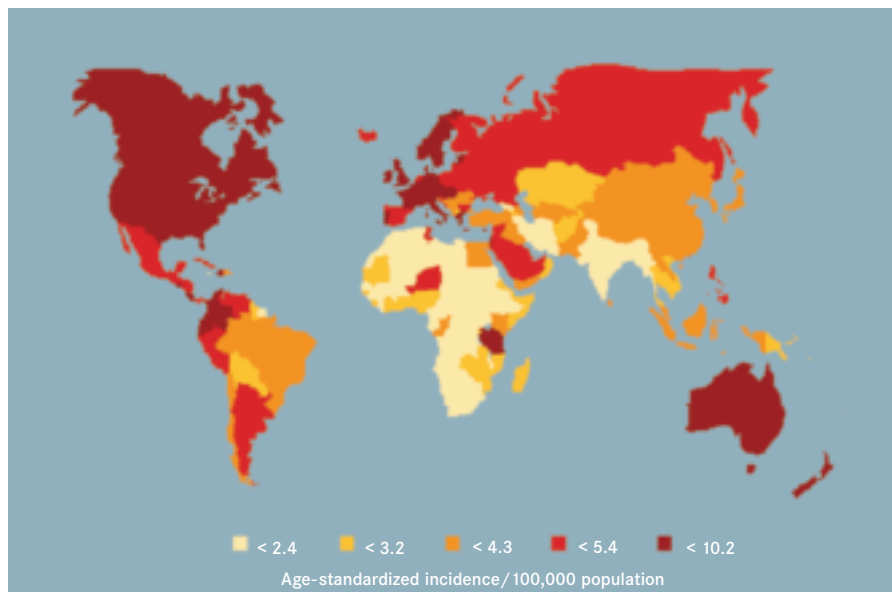 < 2.4 < 3.2 < 4.3 < 5.4 < 10.2
Age-standardized incidence/100,000 population